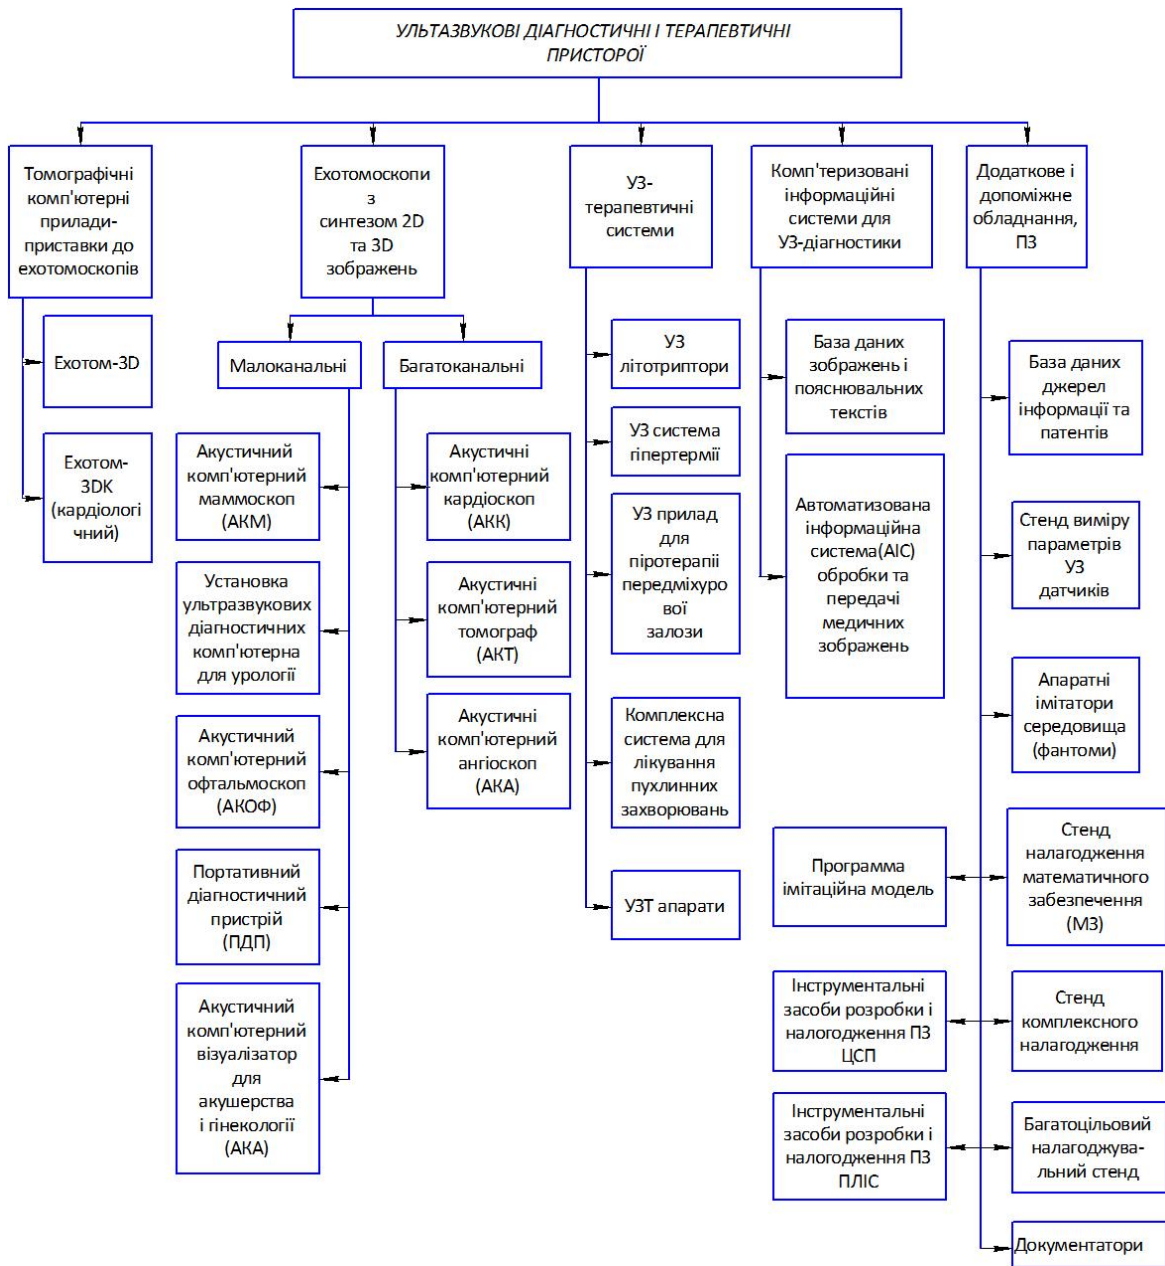 УЛЬТАЗВУКОВІ ДІАГНОСТИЧНІ І ТЕРАПЕВТИЧНІ
ПРИСТОРОЇ
Томографічні
комп'ютерні
прилади-
приставки до
ехотомоскопів
Ехотом-3D
Ехотом-
3DК
(кардіологі
чний)
Ехотомоскопи
з
синтезом 2D
та 3D
зображень
Малоканальні
Акустичний
комп'ютерний
маммоскоп
(АКМ)
Установка
ультразвукових
діагностичних
комп'ютерна
для урології
Акустичний
комп'ютерний
офтальмоскоп
(АКОФ)
Портативний
діагностичний
пристрій
(ПДП)
Акустичний
комп'ютерний
візуалізатор
для
акушерства
і гінекології
(АКА)
Багатоканальні
Акустичні
комп'ютерний
кардіоскоп
(АКК)
Акустичні
комп'ютерний
томограф
(АКТ)
Акустичні
комп'ютерний
ангіоскоп
(АКА)
УЗ-
терапевтичні
системи
УЗ
літотриптори
УЗ система
гіпертермії
УЗ прилад
для
піротерапії
передміхуро
вої
залози
Комплексна
система для
лікування
пухлинних
захворювань
УЗТ апарати
Комп'теризовані
інформаційні
системи для
УЗ-діагностики
База даних
зображень і
пояснювальних
текстів
Автоматизована
інформаційна
система(АІС)
обробки та
передачі
медичних
зображень
Додаткове і
допоміжне
обладнання,
ПЗ
База даних
джерел
інформації та
патентів
Стенд виміру
параметрів
УЗ
датчиків
Апаратні
імітатори
середовища
(фантоми)
Программа
імітаційна модель
Стенд
налагодження
математичного
забезпечення
(МЗ)
Інструментальні
засоби розробки і
налогодження ПЗ
ЦСП
Стенд
комплексного
налагодження
Інструментальні
засоби розробки і
налогодження ПЗ
ПЛІС
Багатоцільовий
налагоджува-
льний стенд
Документатори